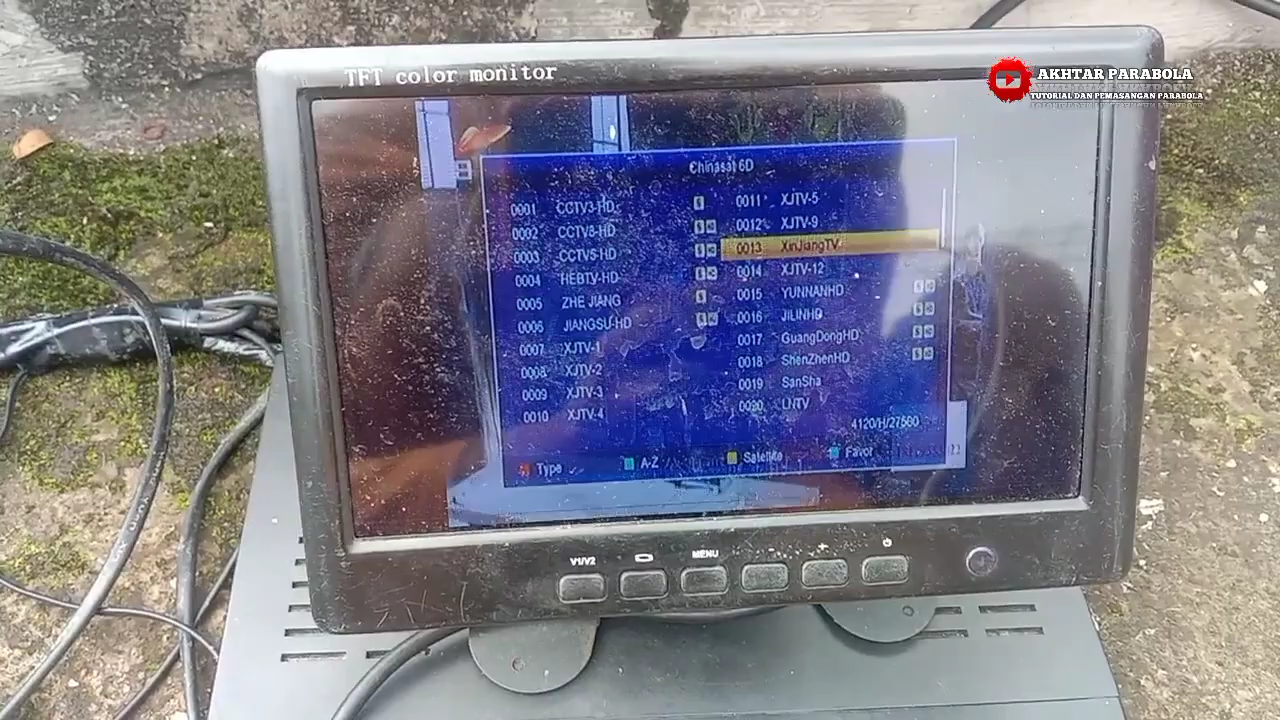 TFT color monitor
AKHTAR PARABOLA
TUTORIAL DAN PEMASANGAN PARABOLA
Chinasat 6D
0001 CCTV3-HD $
0002 CCTV8-HD $
0003 CCTV5-HD $
0004 HEBTV-HD $
0005 ZHE JIANG $
0006 JIANGSU-HD $
0007 XJTV-1
0008 XJTV-2
0009 XJTV-3
0010 XJTV-4
0011 XJTV-5
0012 XJTV-9
0013 XinJiangTV
0014 XJTV-12
0015 YUNNANHD $
0016 JILINHD $
0017 GuangDongHD $
0018 ShenZhenHD $
0019 SanSha
0020 LNTV
4120/H/27500
Type
A-Z
Satellite
Favor
V1/V2
MENU
-
+